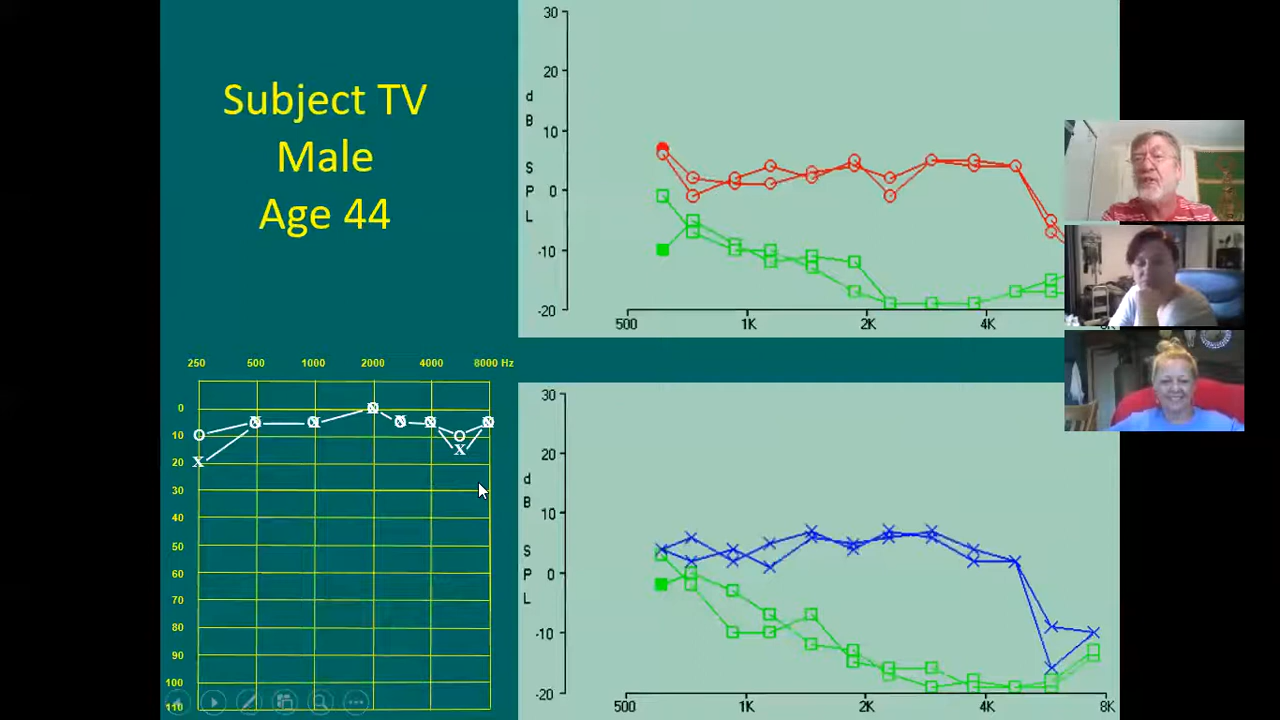 Subject TV
Male
Age 44
30
20
10
0
-10
-20
d
B
S
P
L
500 1K 2K 4K
250 500 1000 2000 4000 8000 Hz
0
10
20
30
40
50
60
70
80
90
100
110
30
20
10
0
-10
-20
d
B
S
P
L
500 1K 2K 4K 8K